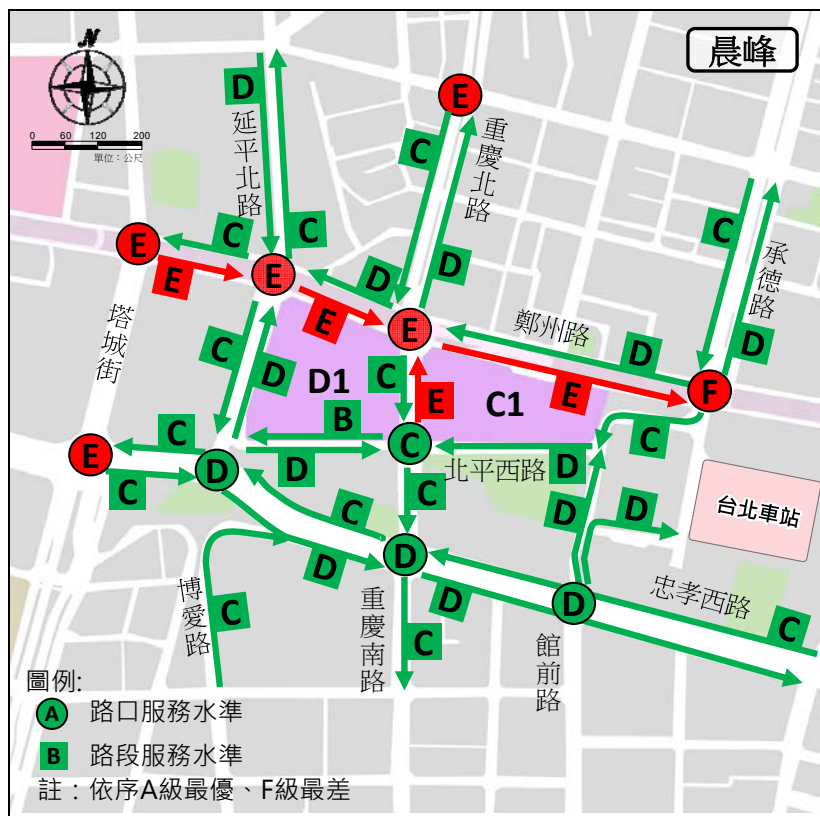 晨峰
N
0 60 120 200
單位：公尺
E
D
延平北路
C
重慶北路
C
承德路
E
C
C
D
D
E
E
E
D
E
鄭州路
D
D
E
塔城街
C
D
D1
C
E
C1
E
F
C
B
C
北平西路
D
E
C
D
D
C
C
D
D
台北車站
C
D
D
D
D
忠孝西路
C
博愛路
C
重慶南路
C
館前路
圖例:
A 路口服務水準
B 路段服務水準
註：依序A級最優、F級最差